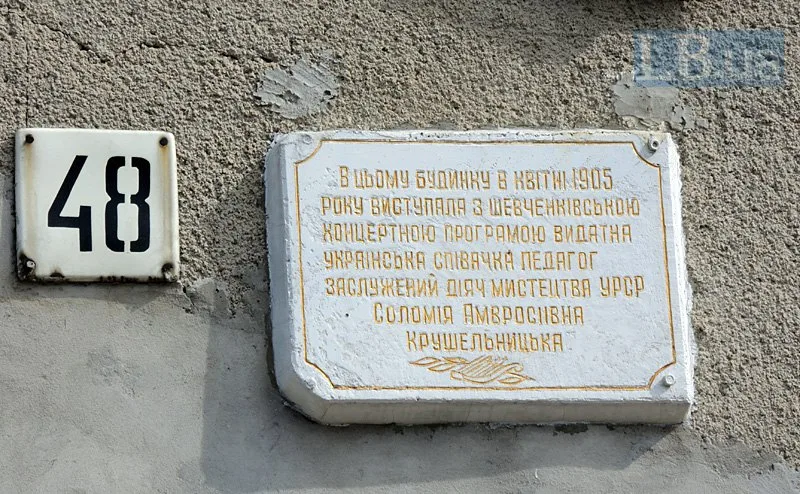 LB.ua
48
В цьому будинку в квітні 1905
року виступала з шевченківською
концертною програмою видатна
українська співачка педагог
заслужений діяч мистецтва УРСР
Соломія Амвросіївна
Крушельницька